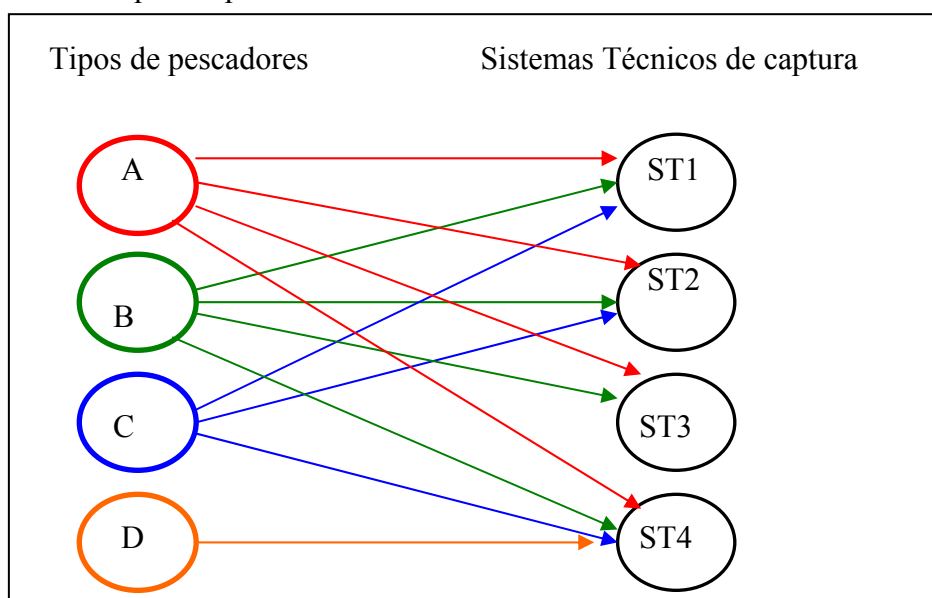 Tipos de pescadores Sistemas Técnicos de captura
A ST1
B ST2
C ST3
D ST4